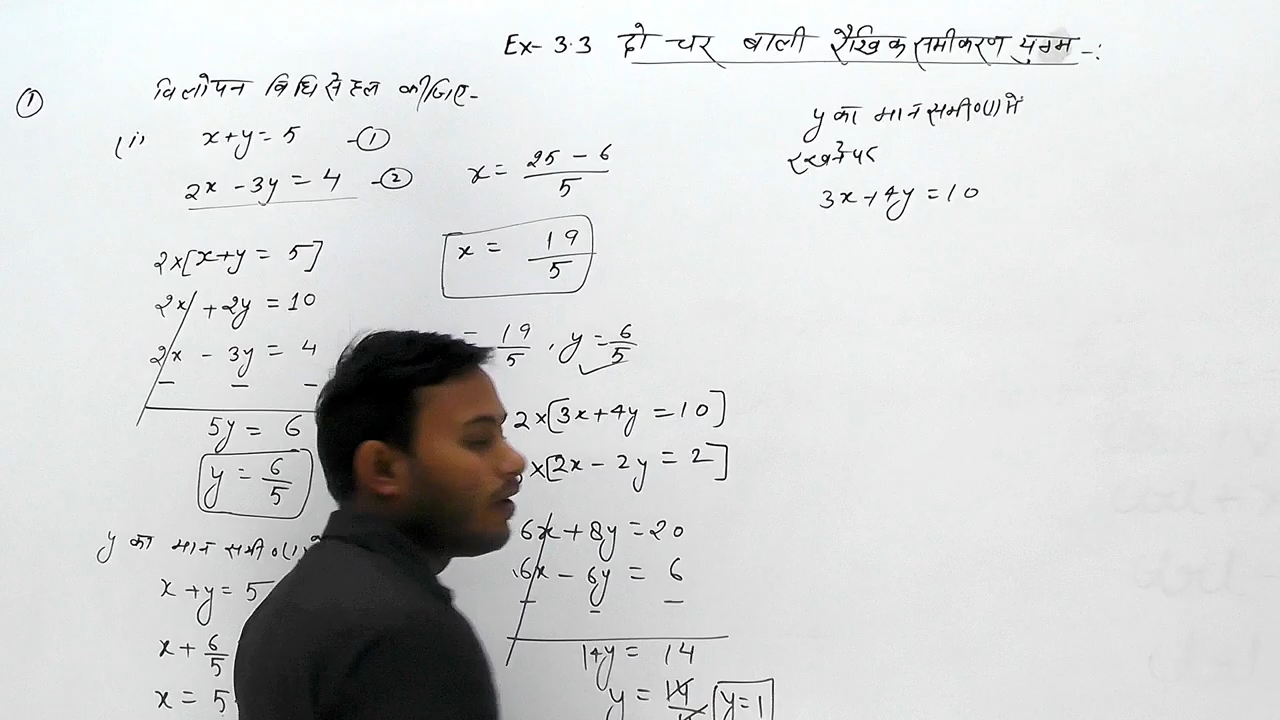 Ex- 3.3 दो चर बाली रैखिक समीकरण युग्म -:
① विलोपन विधि से हल कीजिए-
(i) x+y = 5 -①
2x - 3y = 4 -②
2×[x+y = 5]
2x + 2y = 10
2x - 3y = 4
- - -
5y = 6
y = 6/5
y का मान समी०(1)
x + y = 5
x + 6/5
x = 5
x = 25 - 6 / 5
x = 19/5
= 19/5 , y = 6/5
2×[3x+4y = 10]
×[2x - 2y = 2]
6x + 8y = 20
6x - 6y = 6
- - -
14y = 14
y = 14/14 y=1
y का मान समी०(1) में
रखने पर
3x + 4y = 10